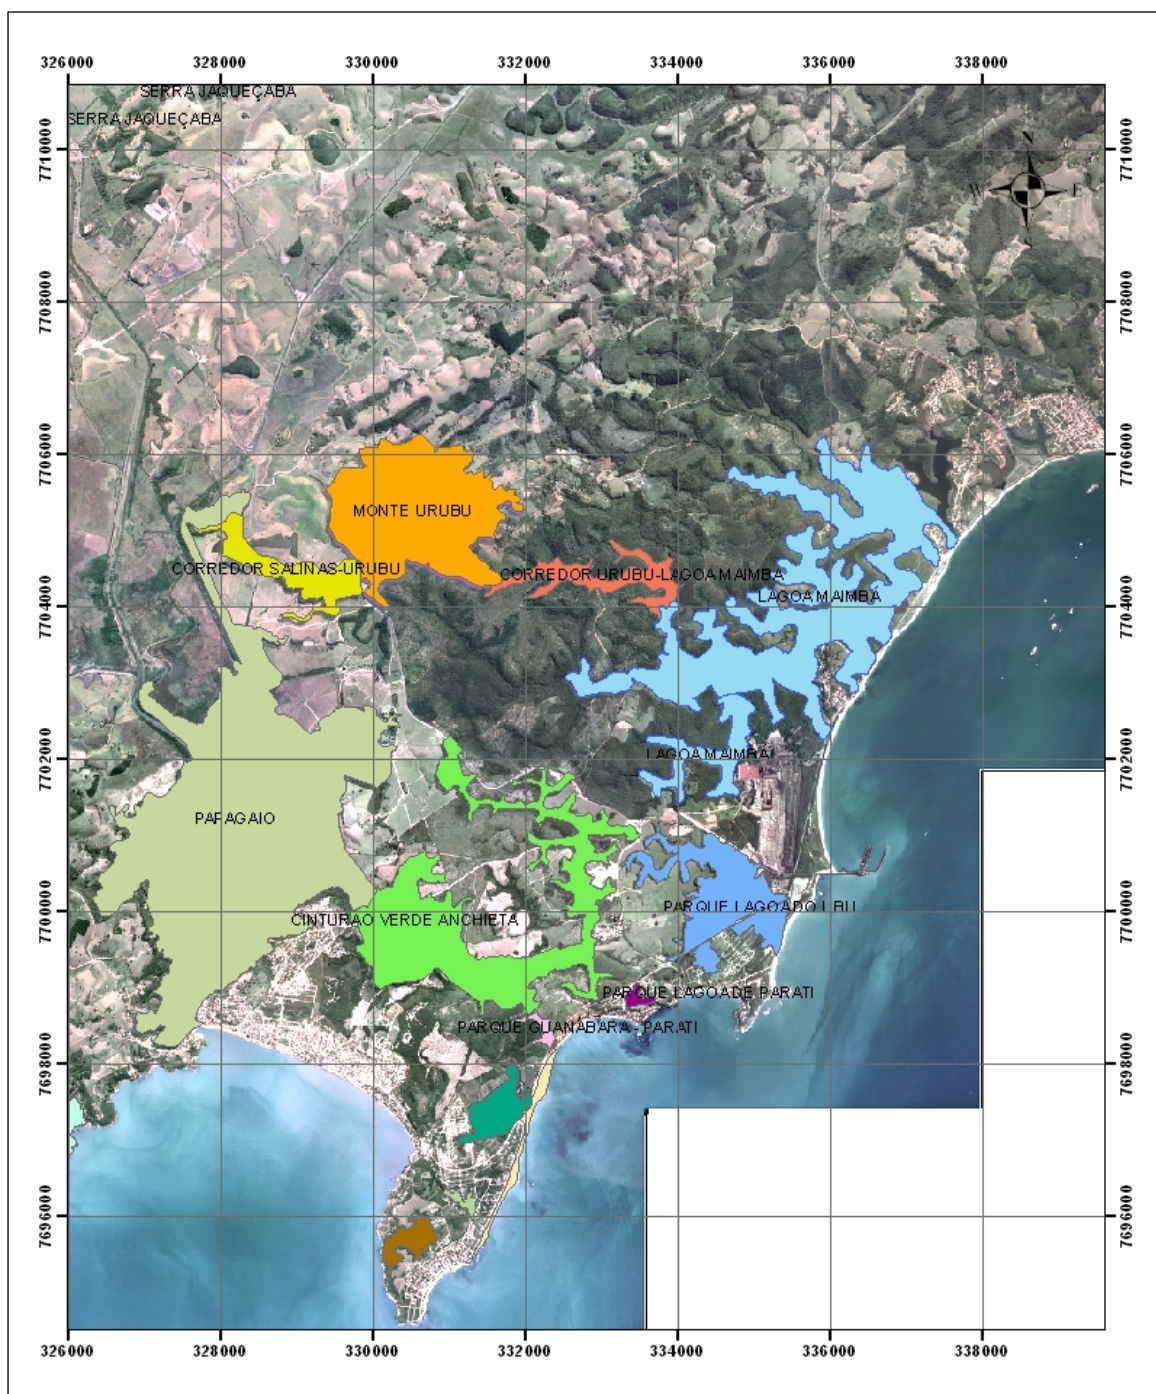 326000 328000 330000 332000 334000 336000 338000
SERRA JAQUEÇABA
SERRA JAQUEÇABA
7710000 7710000
N
W E
S
7708000 7708000
7706000 7706000
MONTE URUBU
CORREDOR SALINAS-URUBU
CORREDOR URUBU-LAGOA MAIMBA
LAGOA MAIMBA
7704000 7704000
LAGOA MAIMBA
7702000 7702000
PAPAGAIO
PARQUE LAGOA DO UBU
7700000 7700000
CINTURAO VERDE ANCHIETA
PARQUE LAGOA DE PARATI
PARQUE GUANABARA - PARATI
7698000 7698000
7696000 7696000
326000 328000 330000 332000 334000 336000 338000